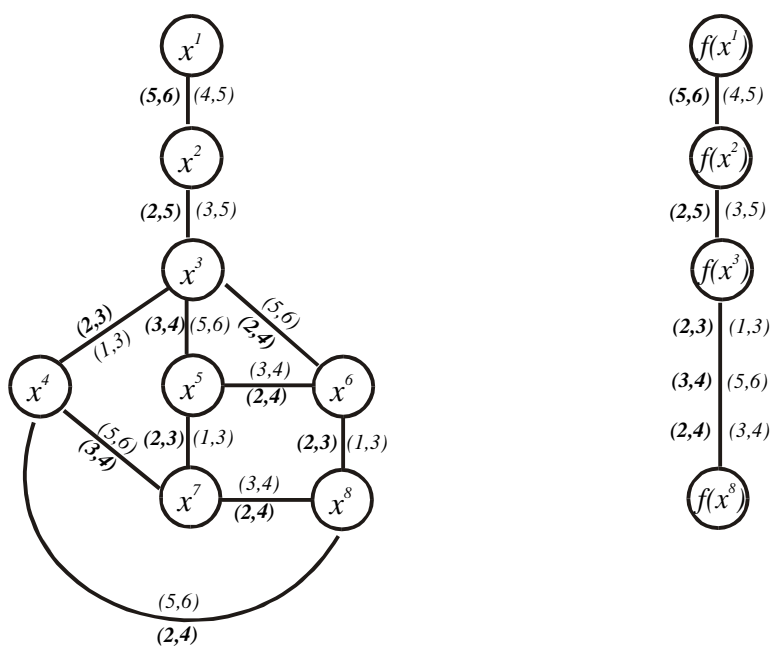 x¹ f(x¹)
(5,6) (4,5) (5,6) (4,5)
x² f(x²)
(2,5) (3,5) (2,5) (3,5)
x³ f(x³)
(2,3) (1,3) (3,4) (5,6) (5,6) (2,4) (2,3) (1,3)
x⁴ x⁵ (3,4) (2,4) x⁶ (3,4) (5,6)
(5,6) (3,4) (2,3) (1,3) (2,3) (1,3) (2,4) (3,4)
x⁷ (3,4) (2,4) x⁸ f(x⁸)
(5,6)
(2,4)